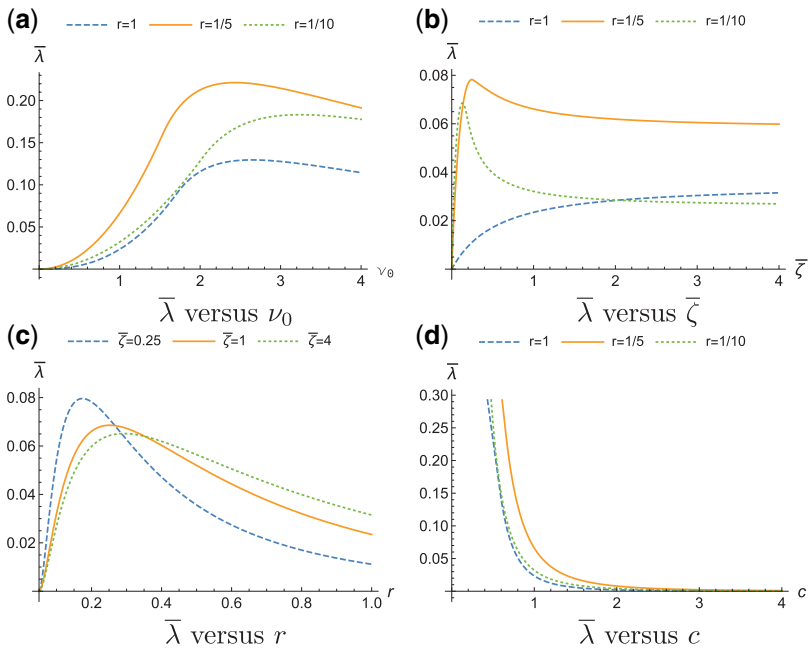 (a)
r=1 r=1/5 r=1/10
λ̅
0.20
0.15
0.10
0.05
1 2 3 4 ν₀
λ̅ versus ν₀
(b)
r=1 r=1/5 r=1/10
λ̅
0.08
0.06
0.04
0.02
1 2 3 4 ζ̅
λ̅ versus ζ̅
(c)
ζ̅=0.25 ζ̅=1 ζ̅=4
λ̅
0.08
0.06
0.04
0.02
0.2 0.4 0.6 0.8 1.0 r
λ̅ versus r
(d)
r=1 r=1/5 r=1/10
λ̅
0.30
0.25
0.20
0.15
0.10
0.05
1 2 3 4 c
λ̅ versus c